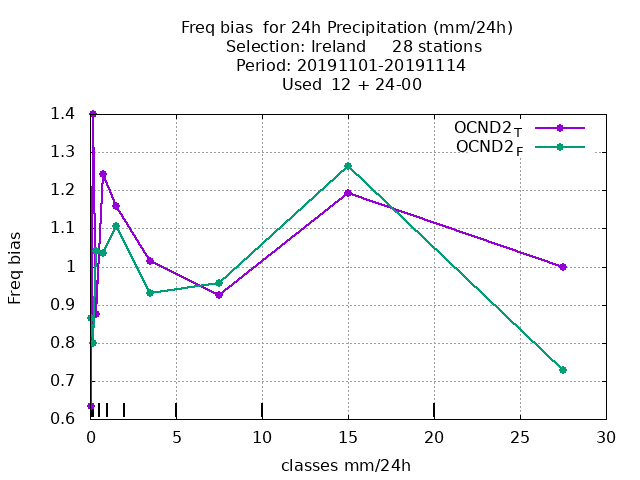 Freq bias  for 24h Precipitation (mm/24h)
Selection: Ireland     28 stations
Period: 20191101-20191114
Used  12 + 24-00
OCND2T
OCND2F
1.4
1.3
1.2
1.1
1
0.9
0.8
0.7
0.6
Freq bias
0 5 10 15 20 25 30
classes mm/24h